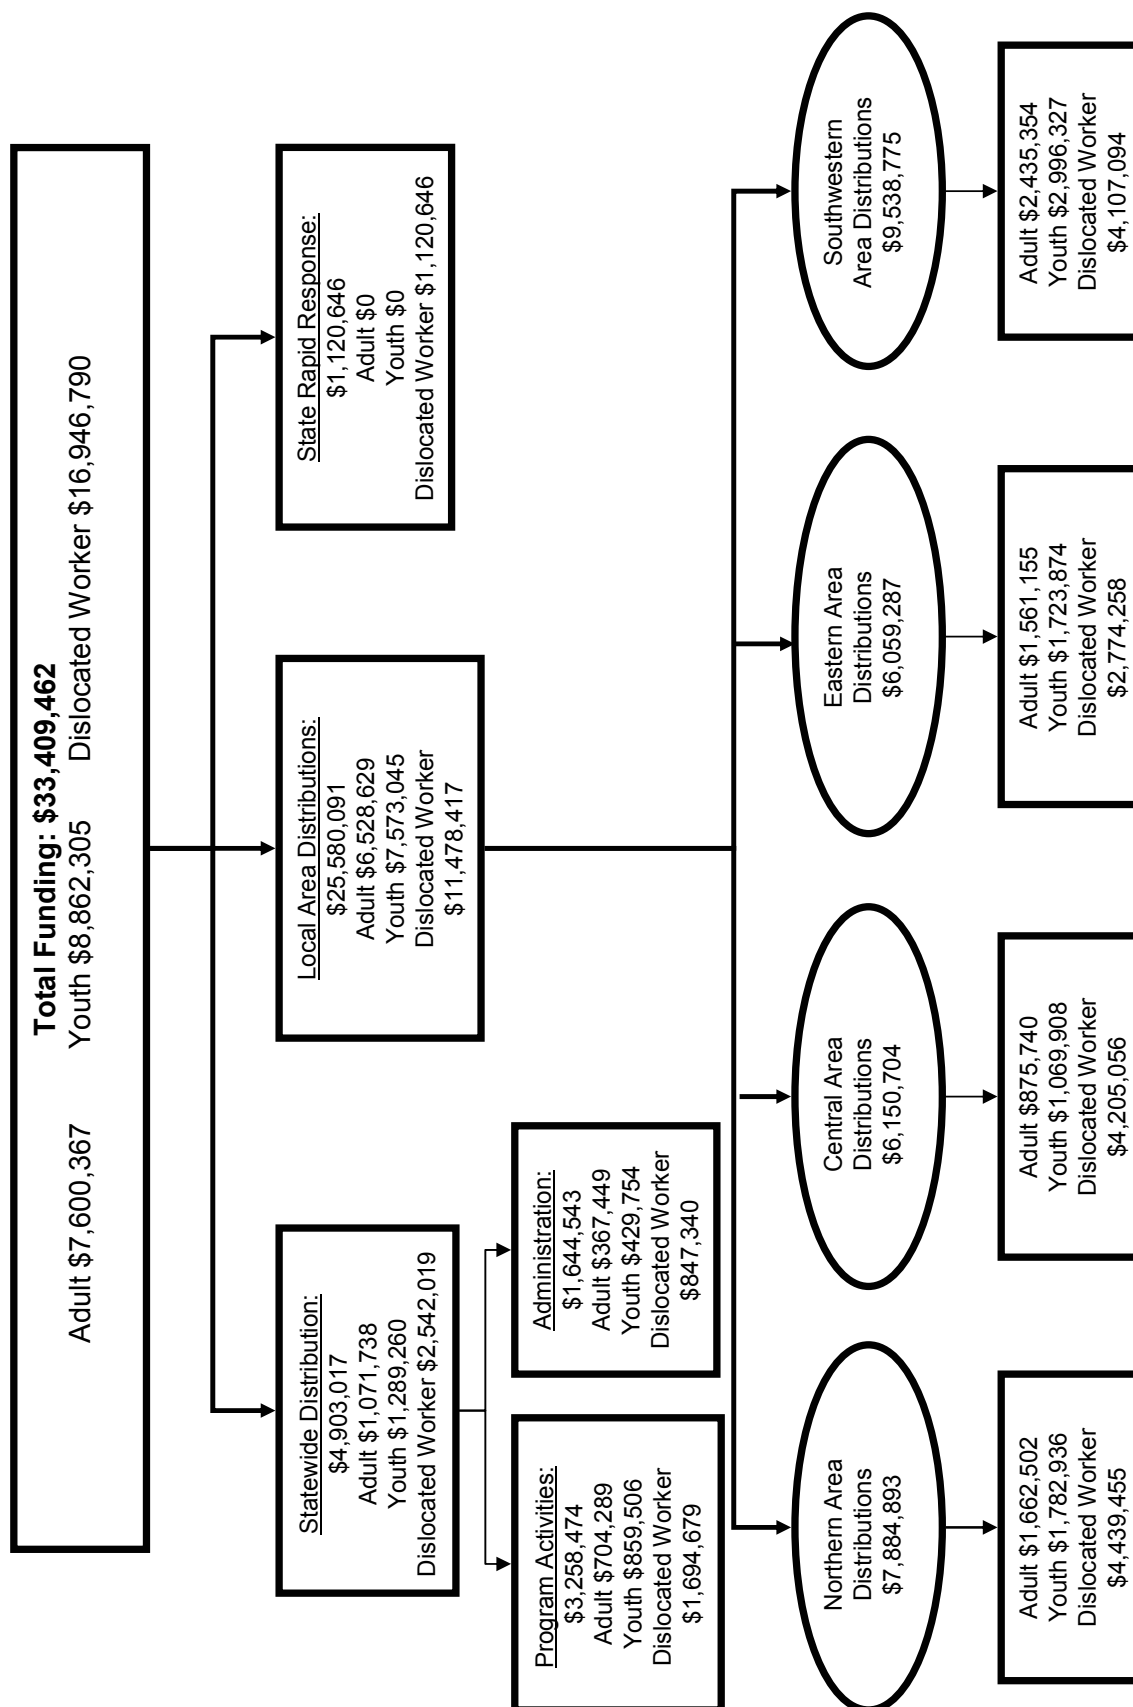 Total Funding: $33,409,462
Adult $7,600,367 Youth $8,862,305 Dislocated Worker $16,946,790
Statewide Distribution:
$4,903,017
Adult $1,071,738
Youth $1,289,260
Dislocated Worker $2,542,019
Local Area Distributions:
$25,580,091
Adult $6,528,629
Youth $7,573,045
Dislocated Worker
$11,478,417
State Rapid Response:
$1,120,646
Adult $0
Youth $0
Dislocated Worker $1,120,646
Program Activities:
$3,258,474
Adult $704,289
Youth $859,506
Dislocated Worker
$1,694,679
Administration:
$1,644,543
Adult $367,449
Youth $429,754
Dislocated Worker
$847,340
Northern Area
Distributions
$7,884,893
Central Area
Distributions
$6,150,704
Eastern Area
Distributions
$6,059,287
Southwestern
Area Distributions
$9,538,775
Adult $1,662,502
Youth $1,782,936
Dislocated Worker
$4,439,455
Adult $875,740
Youth $1,069,908
Dislocated Worker
$4,205,056
Adult $1,561,155
Youth $1,723,874
Dislocated Worker
$2,774,258
Adult $2,435,354
Youth $2,996,327
Dislocated Worker
$4,107,094